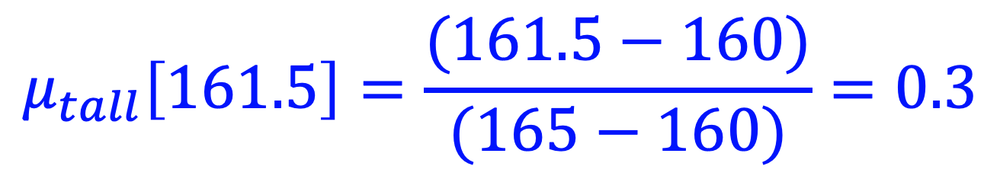 μ_tall[161.5] = (161.5 − 160) / (165 − 160) = 0.3